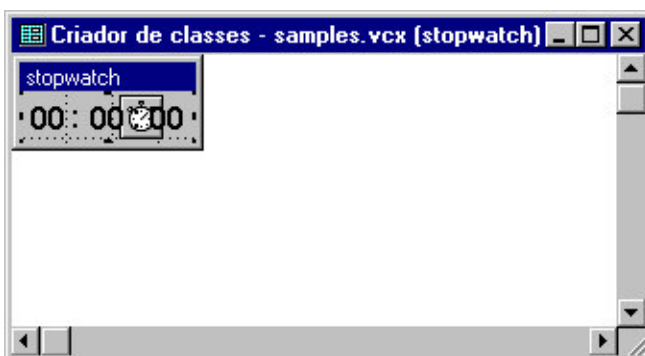 Criador de classes - samples.vcx (stopwatch)
stopwatch
00 : 00 : 00